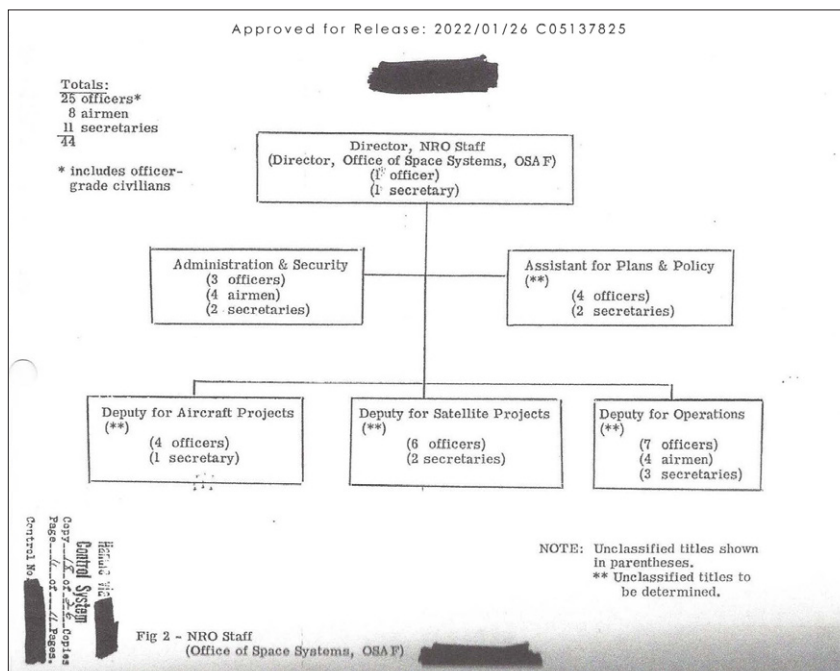 Approved for Release: 2022/01/26 C05137825
Totals:
25 officers*
8 airmen
11 secretaries
44
* includes officer-
grade civilians
Director, NRO Staff
(Director, Office of Space Systems, OSAF)
(1 officer)
(1 secretary)
Administration & Security
(3 officers)
(4 airmen)
(2 secretaries)
Assistant for Plans & Policy
(**)
(4 officers)
(2 secretaries)
Deputy for Aircraft Projects
(**)
(4 officers)
(1 secretary)
Deputy for Satellite Projects
(**)
(6 officers)
(2 secretaries)
Deputy for Operations
(**)
(7 officers)
(4 airmen)
(3 secretaries)
NOTE: Unclassified titles shown
in parentheses.
** Unclassified titles to
be determined.
Handle via
Control System
Copy 18 of 26 Copies
Page of Pages.
Control No.
Fig 2 - NRO Staff
(Office of Space Systems, OSAF)